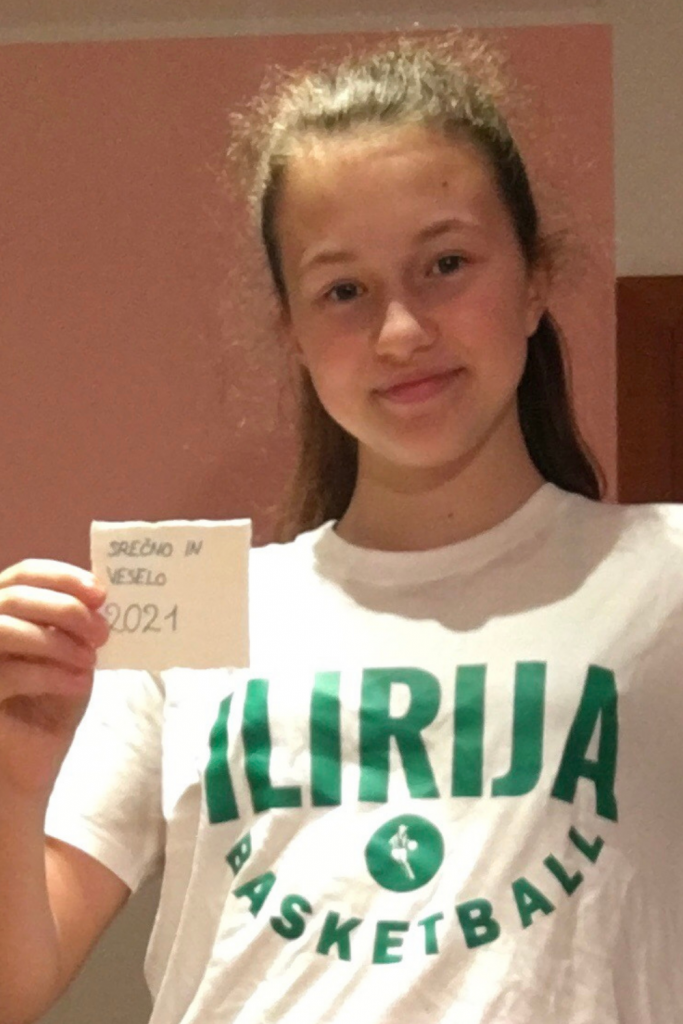 SREČNO IN
VESELO
2021
ILIRIJA
BASKETBALL